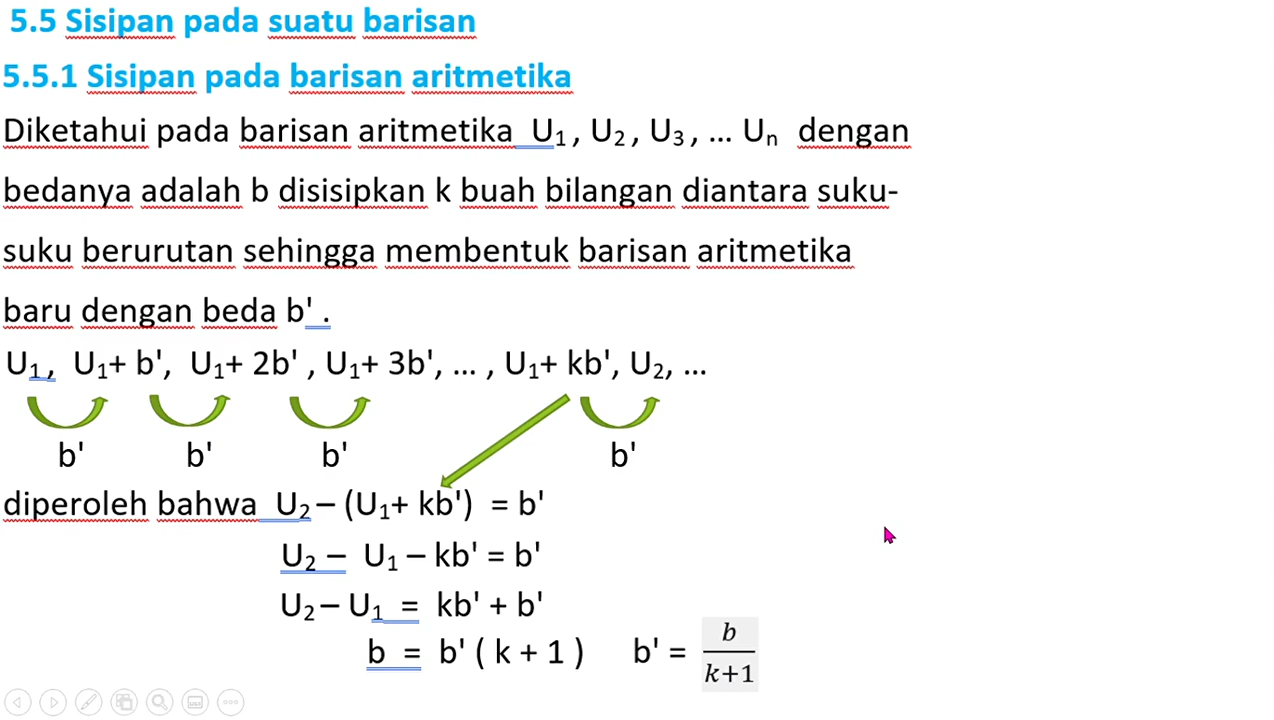 5.5 Sisipan pada suatu barisan
5.5.1 Sisipan pada barisan aritmetika
Diketahui pada barisan aritmetika U₁ , U₂ , U₃ , ... Uₙ dengan
bedanya adalah b disisipkan k buah bilangan diantara suku-
suku berurutan sehingga membentuk barisan aritmetika
baru dengan beda b' .
U₁ , U₁+ b', U₁+ 2b' , U₁+ 3b', ... , U₁+ kb', U₂, ...
b' b' b' b'
diperoleh bahwa U₂ – (U₁+ kb') = b'
U₂ – U₁ – kb' = b'
U₂ – U₁ = kb' + b'
b = b' ( k + 1 ) b' = b/(k+1)